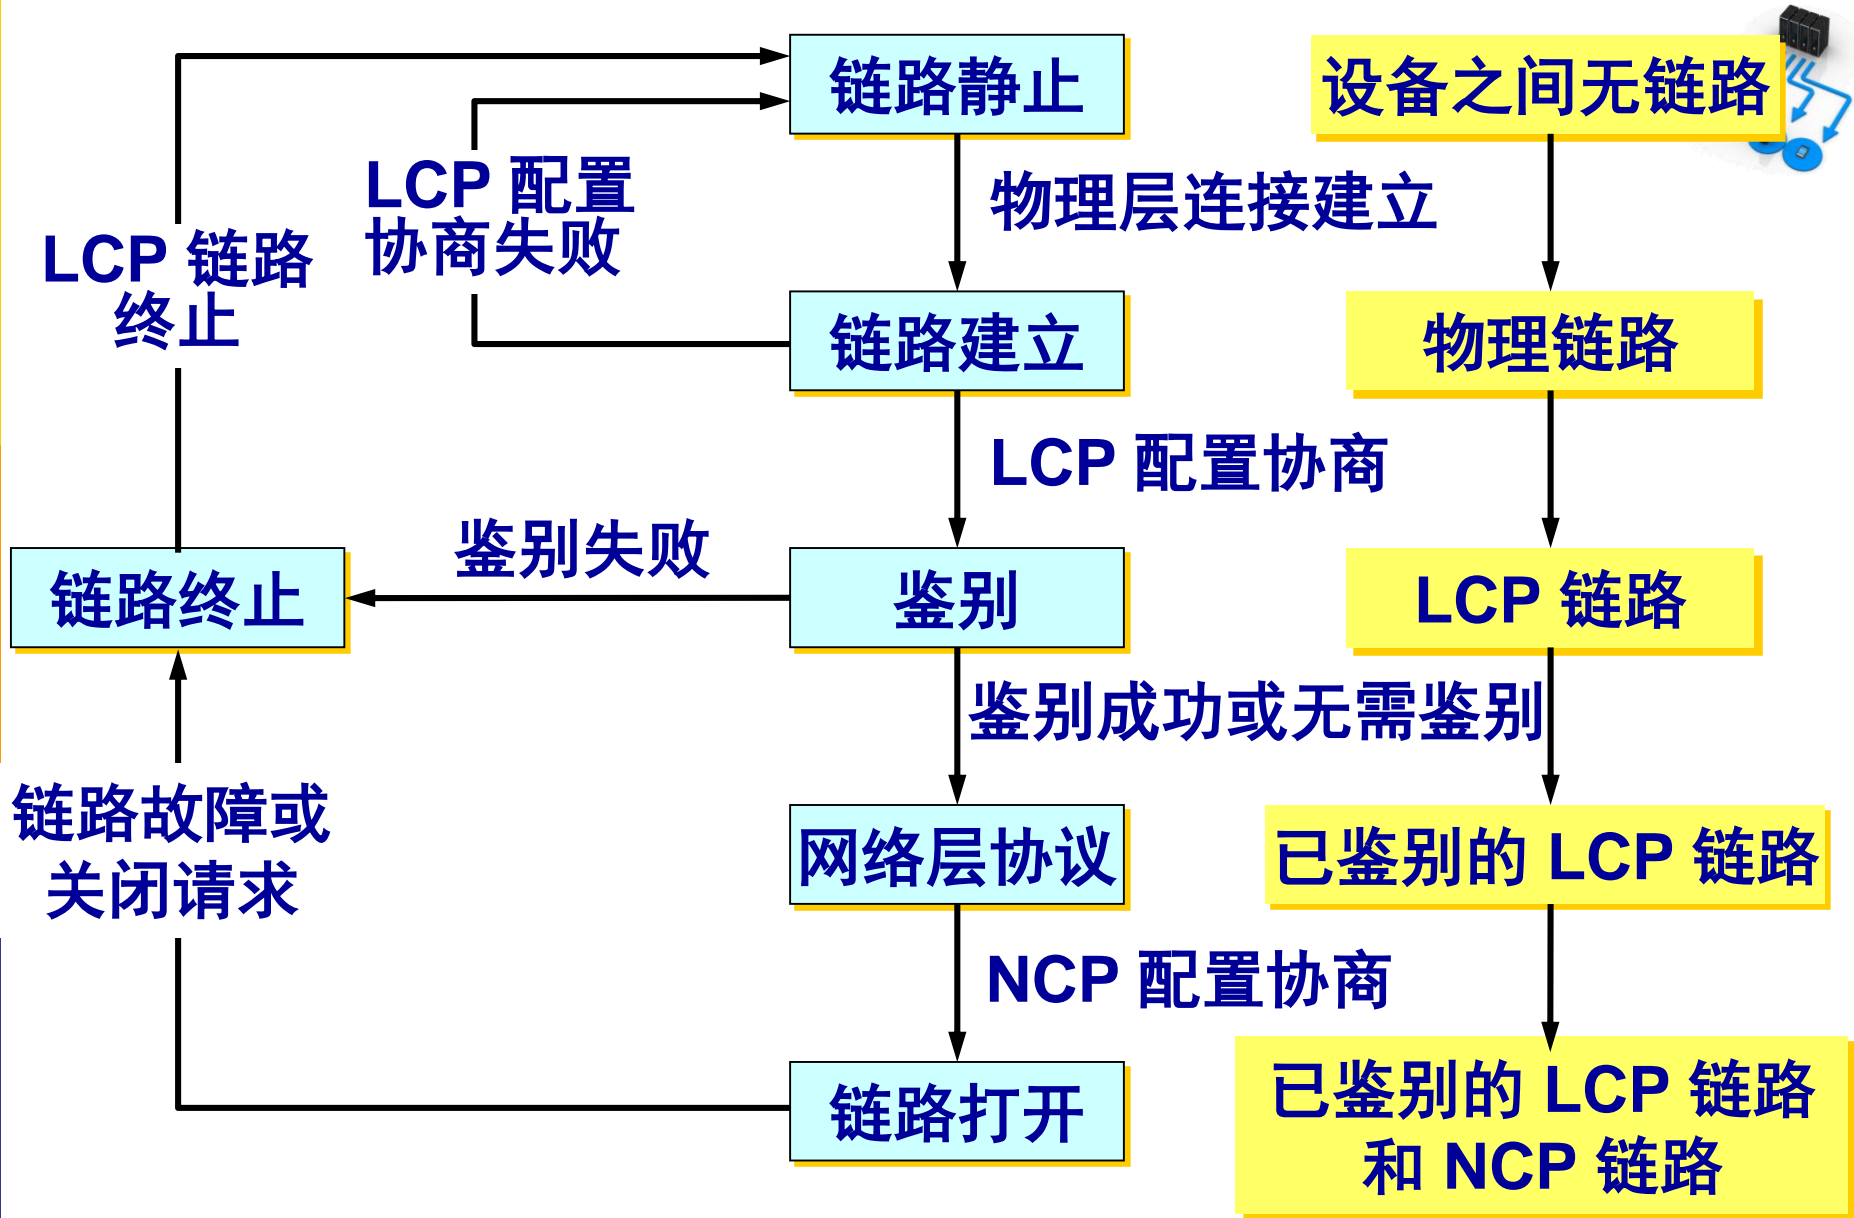 链路静止
设备之间无链路
LCP 配置
协商失败
物理层连接建立
LCP 链路
终止
链路建立
物理链路
LCP 配置协商
鉴别失败
链路终止
鉴别
LCP 链路
鉴别成功或无需鉴别
链路故障或
关闭请求
网络层协议
已鉴别的 LCP 链路
NCP 配置协商
链路打开
已鉴别的 LCP 链路
和 NCP 链路